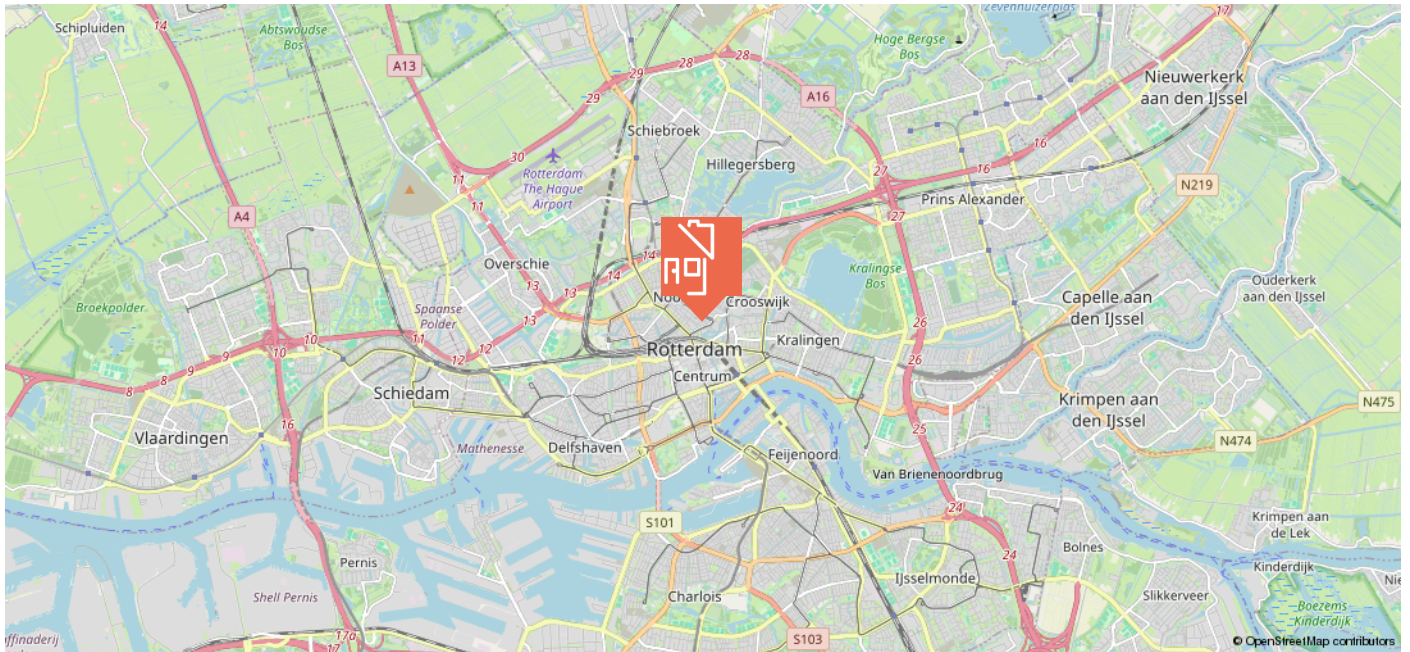 Schipluiden
14
Abtswoudse
Bos
A13
29
28
28
Hoge Bergse
Bos
Zevenhuizerplas
17
29
A16
Nieuwerkerk
aan den IJssel
Schiebroek
30
Rotterdam
The Hague
Airport
Hillegersberg
27
16
16
N219
11
11
A4
Prins Alexander
27
Overschie
14
14
Kralingse
Bos
Ouderkerk
aan den IJssel
13
13
Broekpolder
Spaanse
Polder
AG
Crooswijk
Capelle aan
den IJssel
13
26
10
10
11
12
12
Kralingen
Rotterdam
Centrum
26
9
9
8
8
Schiedam
Krimpen aan
den IJssel
N475
16
25
Vlaardingen
Mathenesse
Delfshaven
Feijenoord
N474
Van Brienenoordbrug
24
S101
Krimpen aan
de Lek
24
Bolnes
Pernis
Kinderdijk
IJsselmonde
Shell Pernis
Charlois
Slikkerveer
Boezems
Kinderdijk
17a
S103
© OpenStreetMap contributors